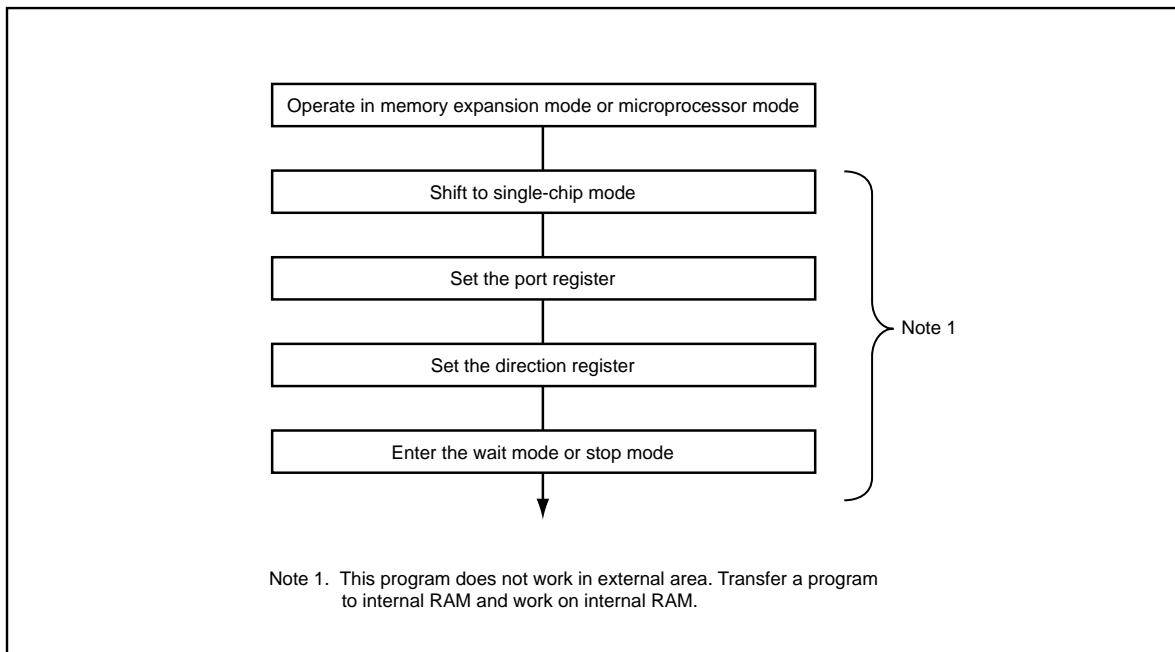 Operate in memory expansion mode or microprocessor mode
Shift to single-chip mode
Set the port register
Note 1
Set the direction register
Enter the wait mode or stop mode
Note 1. This program does not work in external area. Transfer a program
to internal RAM and work on internal RAM.